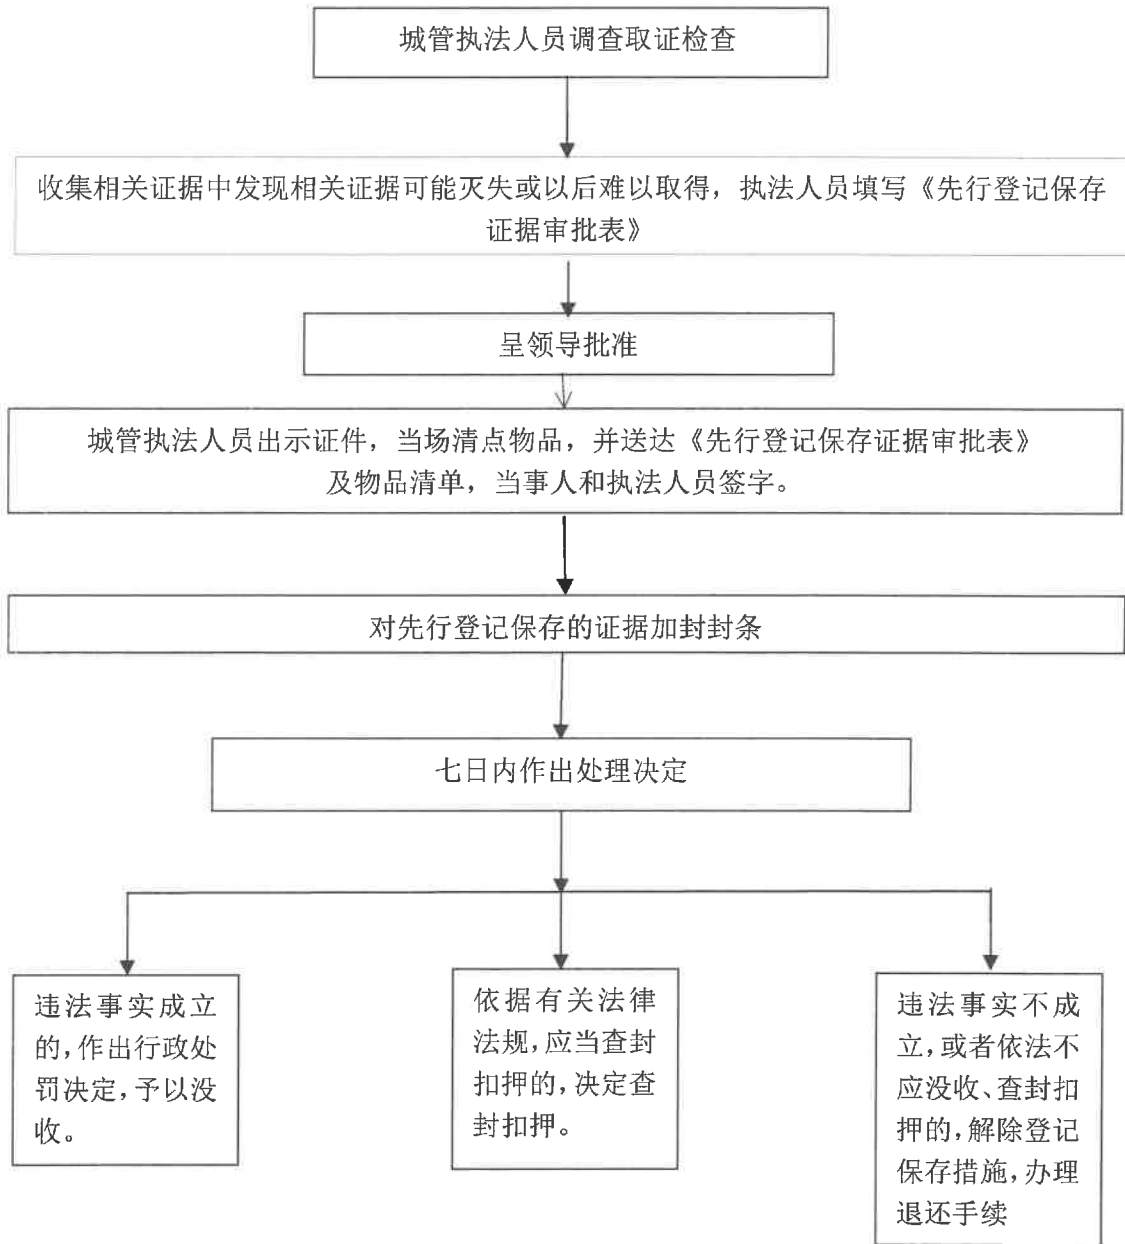 城管执法人员调查取证检查
收集相关证据中发现相关证据可能灭失或以后难以取得，执法人员填写《先行登记保存
证据审批表》
呈领导批准
城管执法人员出示证件，当场清点物品，并送达《先行登记保存证据审批表》
及物品清单，当事人和执法人员签字。
对先行登记保存的证据加封封条
七日内作出处理决定
违法事实成立
的，作出行政处
罚决定，予以没
收。
依据有关法律
法规，应当查封
扣押的，决定查
封扣押。
违法事实不成
立，或者依法不
应没收、查封扣
押的，解除登记
保存措施，办理
退还手续